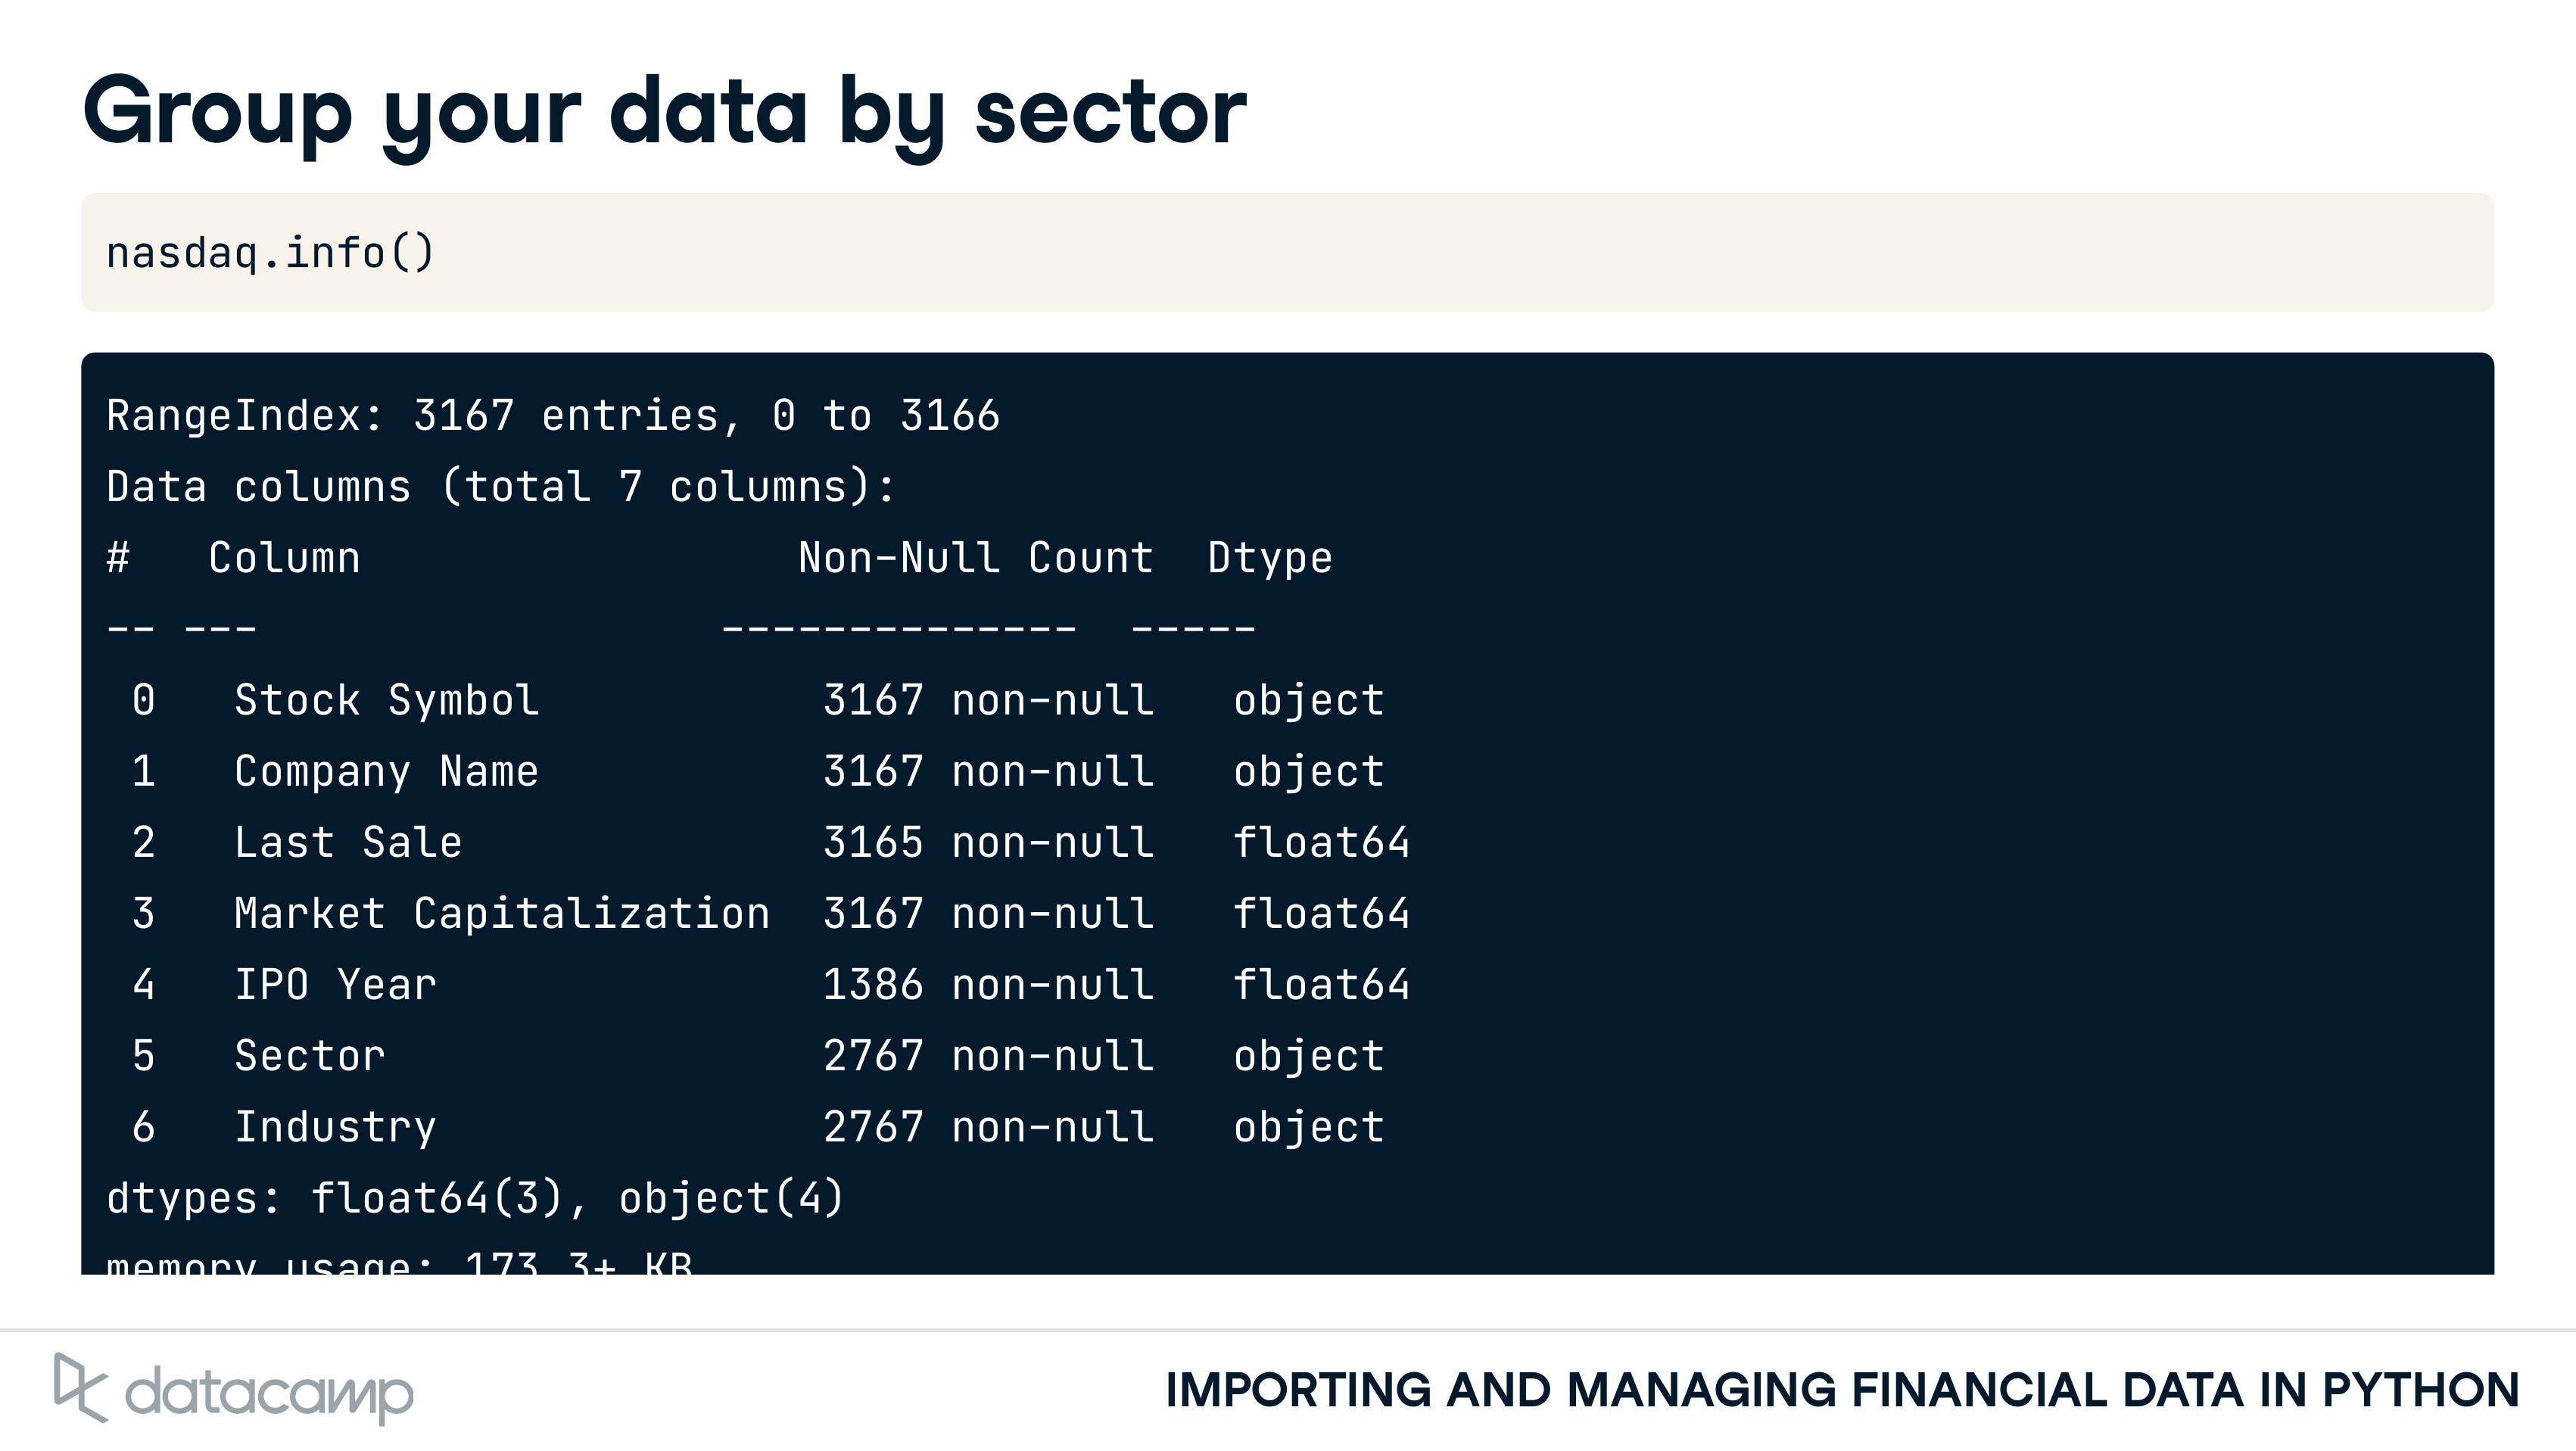 Group your data by sector
nasdaq.info()
RangeIndex: 3167 entries, 0 to 3166
Data columns (total 7 columns):
#   Column                 Non-Null Count  Dtype
-- ---                  --------------  -----
 0   Stock Symbol           3167 non-null   object
 1   Company Name           3167 non-null   object
 2   Last Sale              3165 non-null   float64
 3   Market Capitalization  3167 non-null   float64
 4   IPO Year               1386 non-null   float64
 5   Sector                 2767 non-null   object
 6   Industry               2767 non-null   object
dtypes: float64(3), object(4)
memory usage: 173.3+ KB
datacamp
IMPORTING AND MANAGING FINANCIAL DATA IN PYTHON